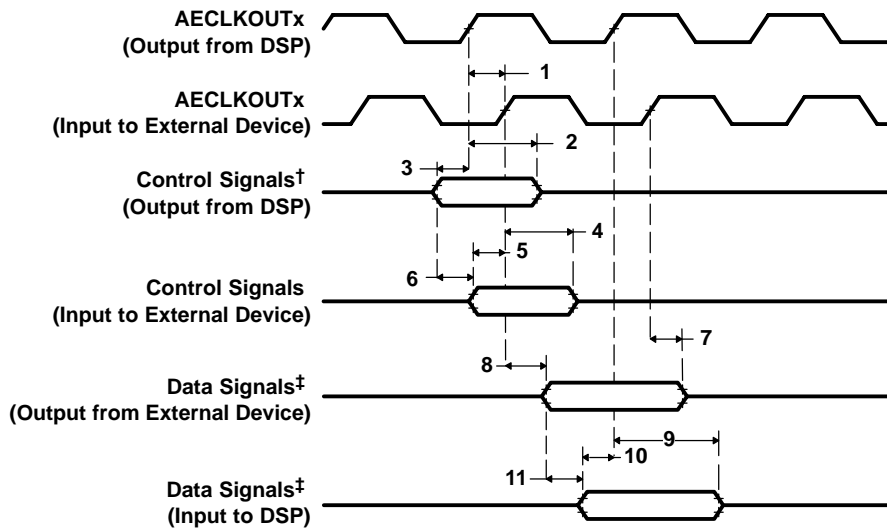 AECLKOUTx
(Output from DSP)
1
AECLKOUTx
(Input to External Device)
2
3
Control Signals†
(Output from DSP)
4
5
6
Control Signals
(Input to External Device)
7
8
Data Signals‡
(Output from External Device)
9
10
11
Data Signals‡
(Input to DSP)